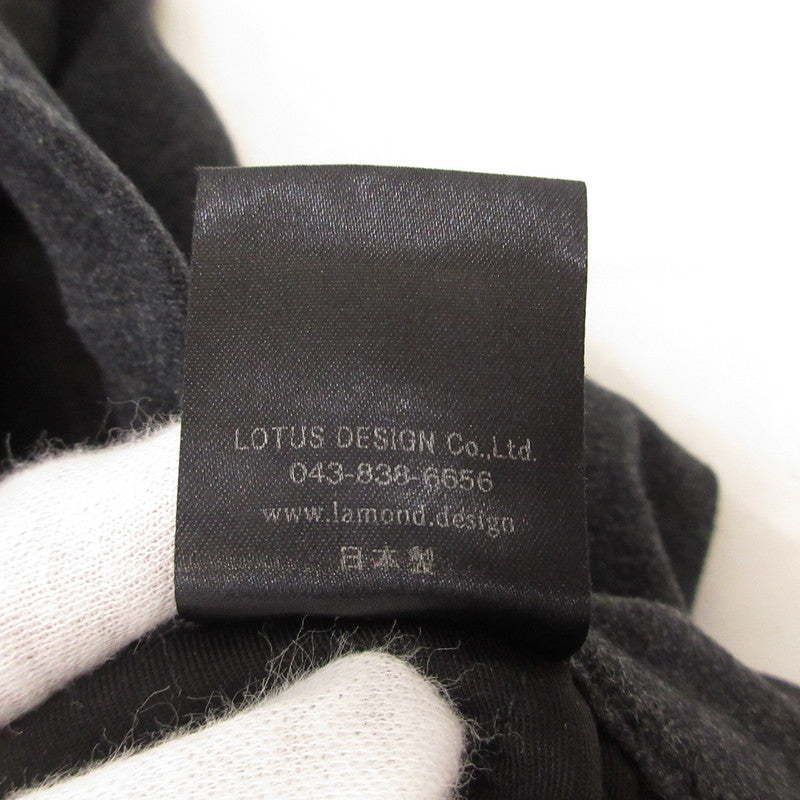 LOTUS DESIGN Co.,Ltd.
043-838-6656
www.lamond.design
日本製